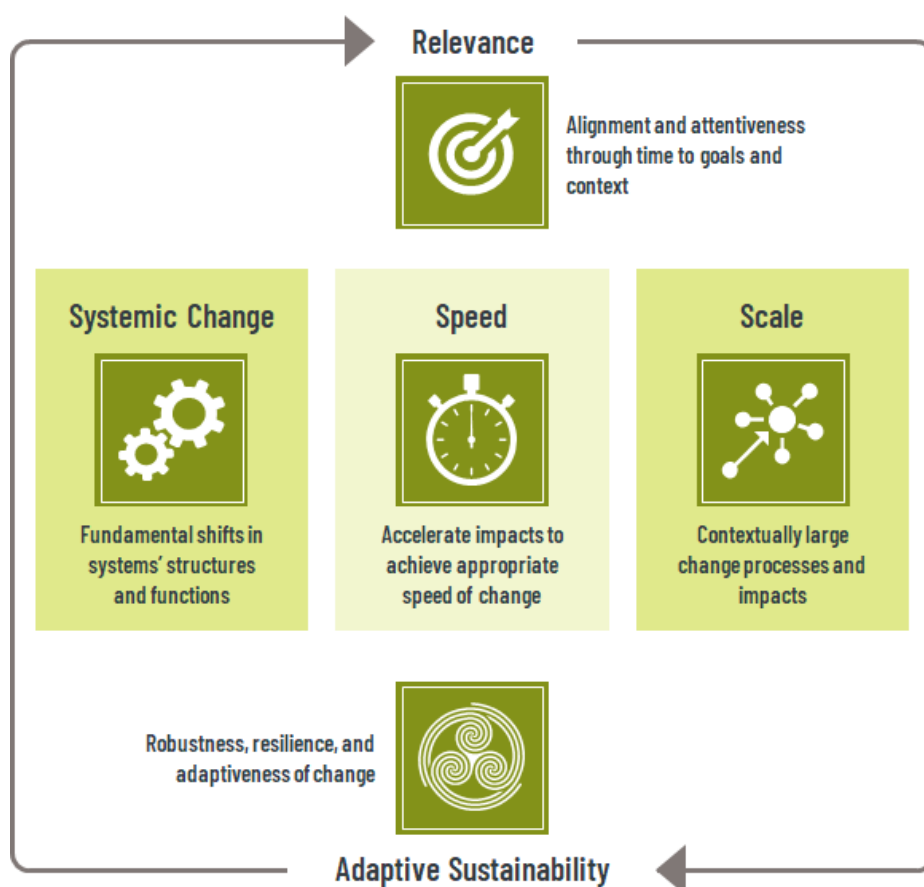 Relevance
Alignment and attentiveness
through time to goals and
context
Systemic Change
Fundamental shifts in
systems’ structures
and functions
Speed
Accelerate impacts to
achieve appropriate
speed of change
Scale
Contextually large
change processes and
impacts
Robustness, resilience, and
adaptiveness of change
Adaptive Sustainability